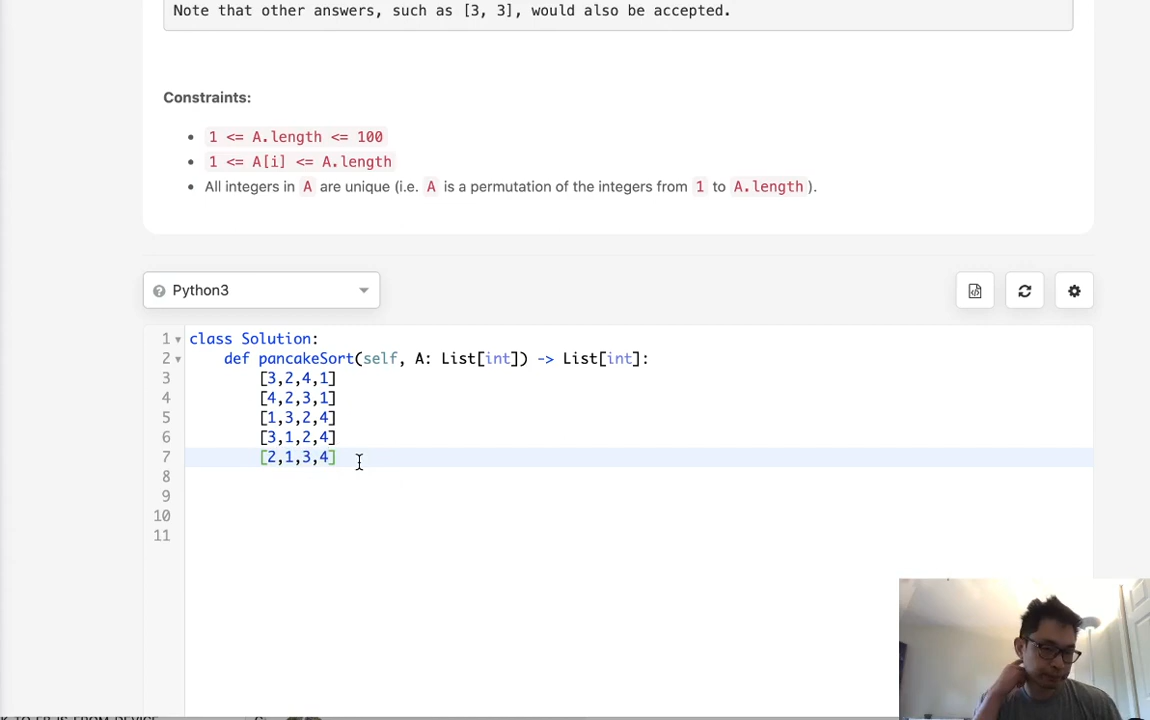 Note that other answers, such as [3, 3], would also be accepted.
Constraints:
1 <= A.length <= 100
1 <= A[i] <= A.length
All integers in A are unique (i.e. A is a permutation of the integers from 1 to A.length ).
Python3
1 class Solution:
2 def pancakeSort(self, A: List[int]) -> List[int]:
3 [3,2,4,1]
4 [4,2,3,1]
5 [1,3,2,4]
6 [3,1,2,4]
7 [2,1,3,4]
8
9
10
11